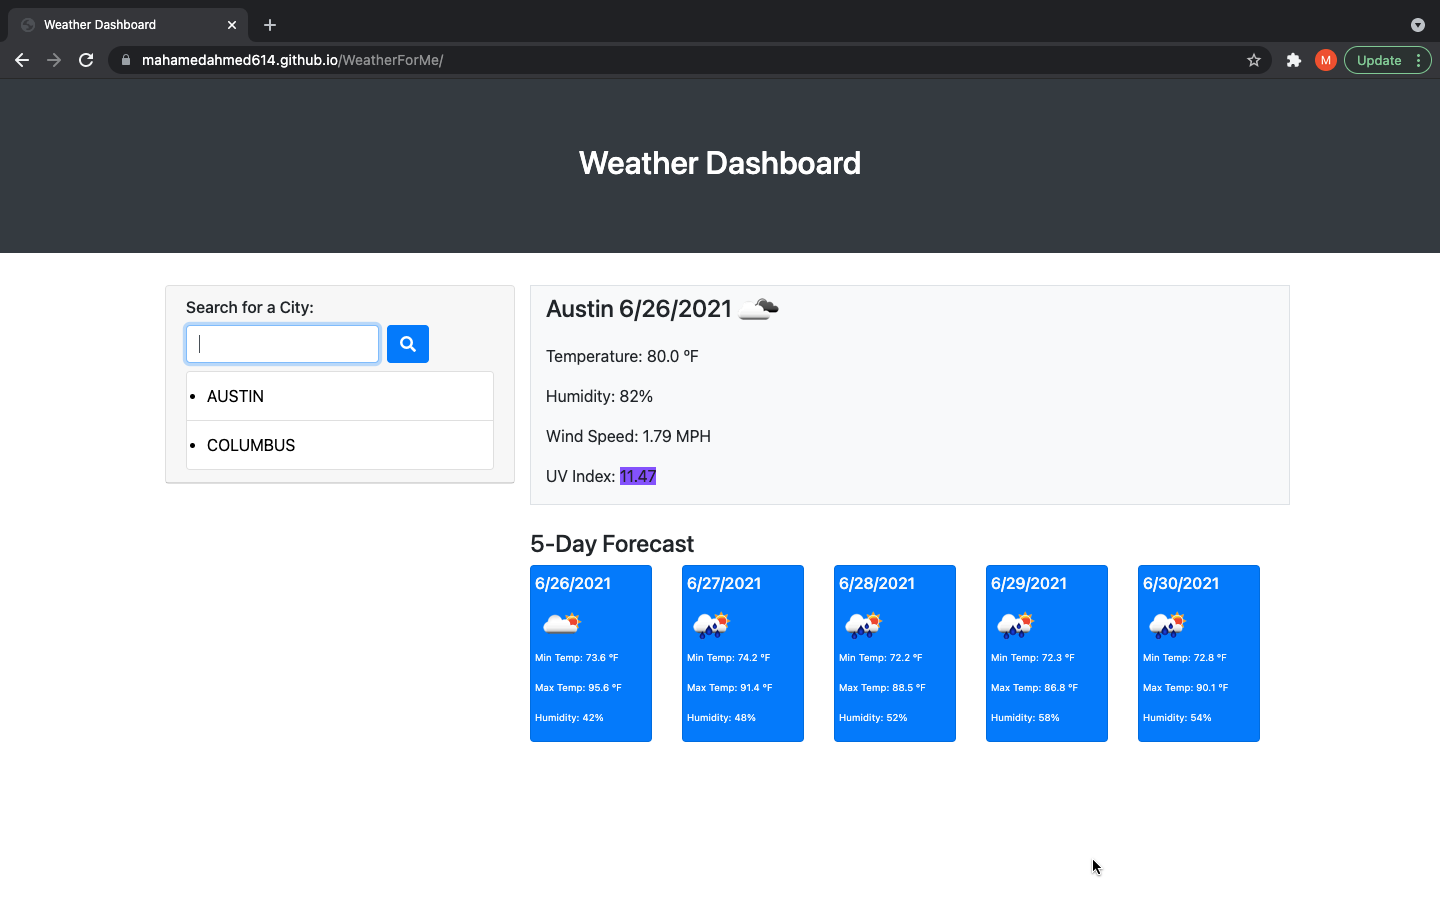 Weather Dashboard
mahamedahmed614.github.io/WeatherForMe/
M
Update
Weather Dashboard
Search for a City:
AUSTIN
COLUMBUS
Austin 6/26/2021
Temperature: 80.0 °F
Humidity: 82%
Wind Speed: 1.79 MPH
UV Index: 11.47
5-Day Forecast
6/26/2021
Min Temp: 73.6 °F
Max Temp: 95.6 °F
Humidity: 42%
6/27/2021
Min Temp: 74.2 °F
Max Temp: 91.4 °F
Humidity: 48%
6/28/2021
Min Temp: 72.2 °F
Max Temp: 88.5 °F
Humidity: 52%
6/29/2021
Min Temp: 72.3 °F
Max Temp: 86.8 °F
Humidity: 58%
6/30/2021
Min Temp: 72.8 °F
Max Temp: 90.1 °F
Humidity: 54%